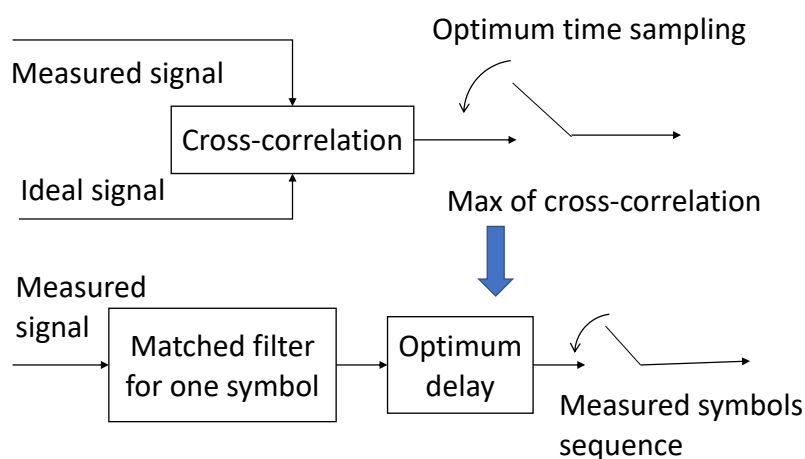 Optimum time sampling
Measured signal
Cross-correlation
Ideal signal
Max of cross-correlation
Measured
signal
Matched filter
for one symbol
Optimum
delay
Measured symbols
sequence